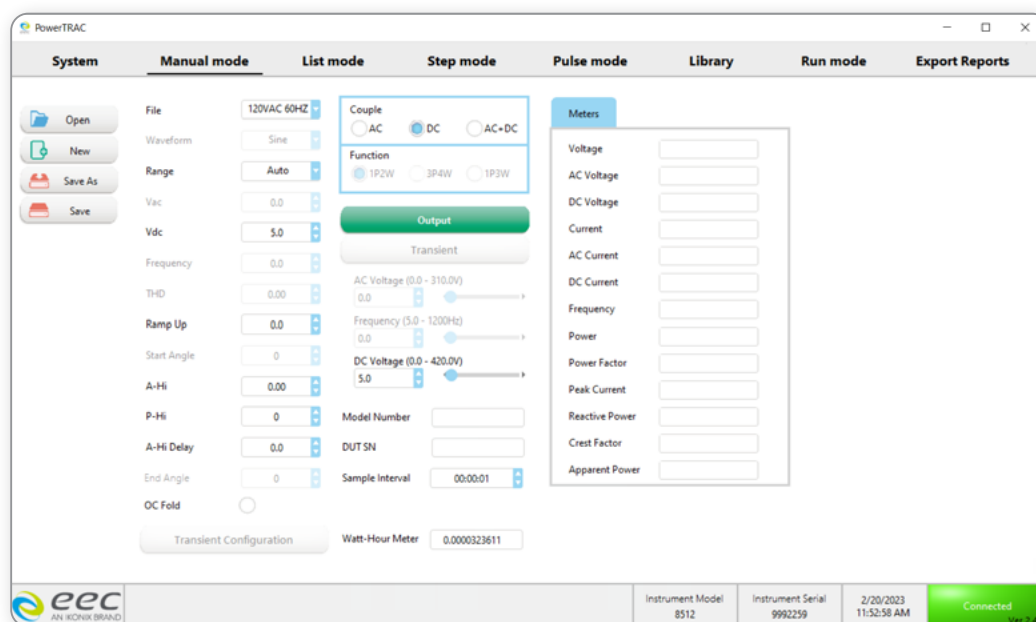 PowerTRAC
System Manual mode List mode Step mode Pulse mode Library Run mode Export Reports
Open
New
Save As
Save
File 120VAC 60HZ
Waveform Sine
Range Auto
Vac 0.0
Vdc 5.0
Frequency 0.0
THD 0.00
Ramp Up 0.0
Start Angle 0
A-Hi 0.00
P-Hi 0
A-Hi Delay 0.0
End Angle 0
OC Fold
Transient Configuration
Couple
AC DC AC+DC
Function
1P2W 3P4W 1P3W
Output
Transient
AC Voltage (0.0 - 310.0V)
0.0
Frequency (5.0 - 1200Hz)
0.0
DC Voltage (0.0 - 420.0V)
5.0
Model Number
DUT SN
Sample Interval 00:00:01
Watt-Hour Meter 0.0000323611
Meters
Voltage
AC Voltage
DC Voltage
Current
AC Current
DC Current
Frequency
Power
Power Factor
Peak Current
Reactive Power
Crest Factor
Apparent Power
eec
AN IKONIX BRAND
Instrument Model
8512
Instrument Serial
9992259
2/20/2023
11:52:58 AM
Connected